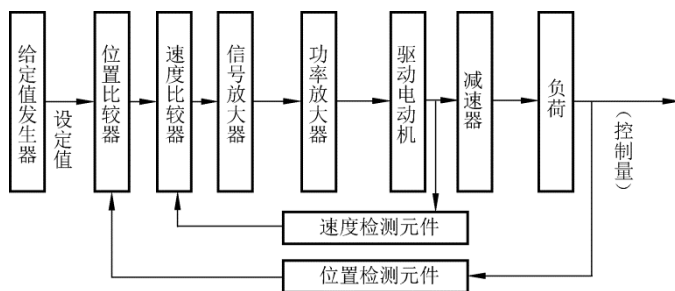 给定值发生器
设定值
位置比较器
速度比较器
信号放大器
功率放大器
驱动电动机
减速器
负荷
（控制量）
速度检测元件
位置检测元件